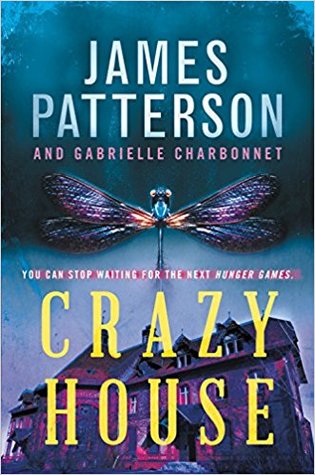 JAMES
PATTERSON
AND GABRIELLE CHARBONNET
YOU CAN STOP WAITING FOR THE NEXT HUNGER GAMES.
CRAZY
HOUSE